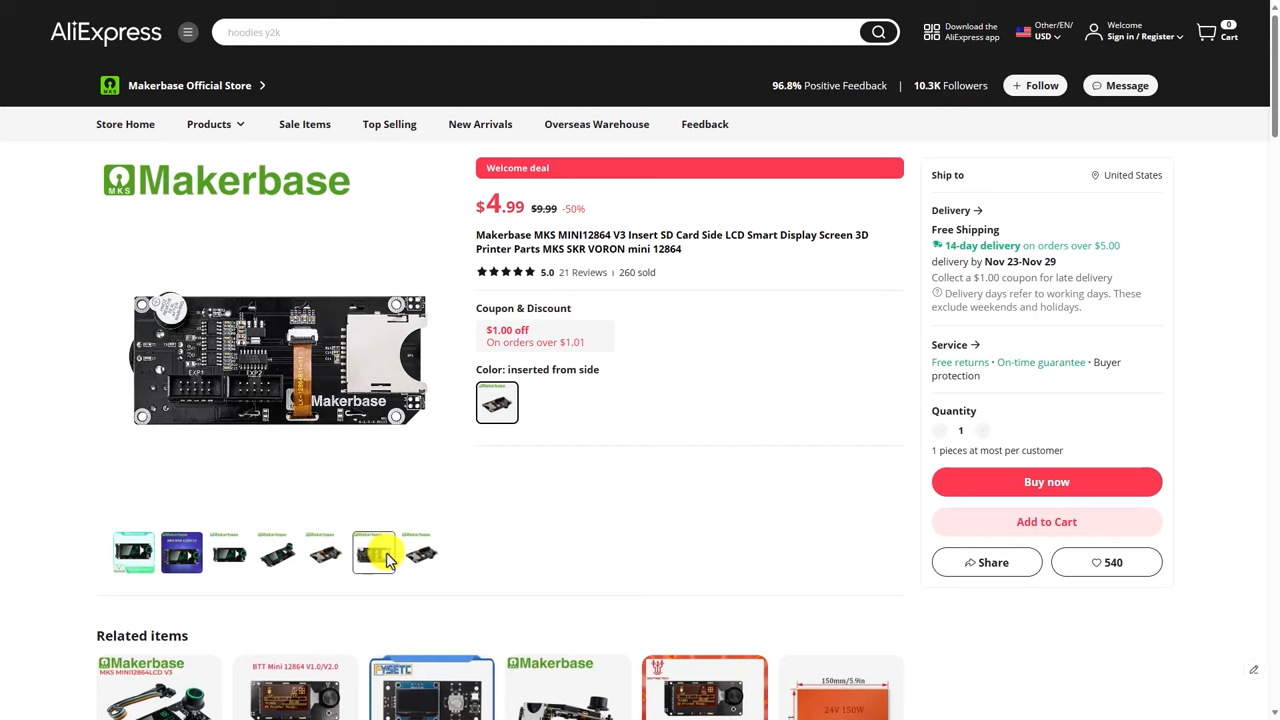 AliExpress
hoodies y2k
Download the
AliExpress app
Other/EN/
USD
Welcome
Sign in / Register
0
Cart
MKS
Makerbase Official Store
96.8% Positive Feedback | 10.3K Followers
+ Follow
Message
Store Home
Products
Sale Items
Top Selling
New Arrivals
Overseas Warehouse
Feedback
MKS Makerbase
EXP1
EXP2
Makerbase
Welcome deal
$4.99 $9.99 -50%
Makerbase MKS MINI12864 V3 Insert SD Card Side LCD Smart Display Screen 3D
Printer Parts MKS SKR VORON mini 12864
5.0 21 Reviews 260 sold
Coupon & Discount
$1.00 off
On orders over $1.01
Color: inserted from side
Ship to
United States
Delivery
Free Shipping
14-day delivery on orders over $5.00
delivery by Nov 23-Nov 29
Collect a $1.00 coupon for late delivery
Delivery days refer to working days. These
exclude weekends and holidays.
Service
Free returns · On-time guarantee · Buyer
protection
Quantity
1
1 pieces at most per customer
Buy now
Add to Cart
Share
540
Related items
Makerbase
MKS MINI12864LCD V3
BTT Mini 12864 V1.0/V2.0
FYSETC
Makerbase
150mm/5.9in
24V 150W